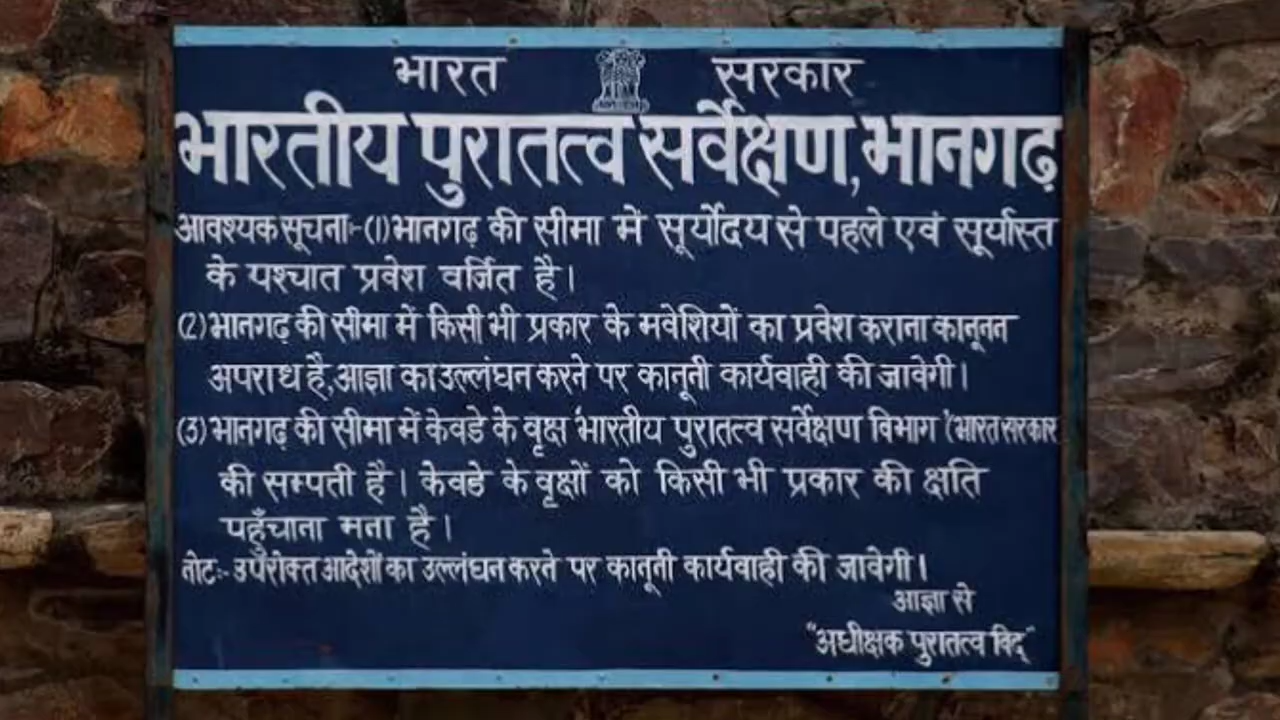 भारत सरकार
भारतीय पुरातत्व सर्वेक्षण, भानगढ़
आवश्यक सूचना:-(1) भानगढ़ की सीमा में सूर्योदय से पहले एवं सूर्यास्त
के पश्चात प्रवेश वर्जित है।
(2) भानगढ़ की सीमा में किसी भी प्रकार के मवेशियों का प्रवेश कराना कानूनन
अपराध है, आज्ञा का उल्लंघन करने पर कानूनी कार्यवाही की जावेगी।
(3) भानगढ़ की सीमा में केवडे के वृक्ष "भारतीय पुरातत्व सर्वेक्षण विभाग "(भारत सरकार
की सम्पती है। केवडे के वृक्षों को किसी भी प्रकार की क्षति
पहुँचाना मना है।
नोट:- उपरोक्त आदेशों का उल्लंघन करने पर कानूनी कार्यवाही की जावेगी।
आज्ञा से
"अधीक्षक पुरातत्व विद्"